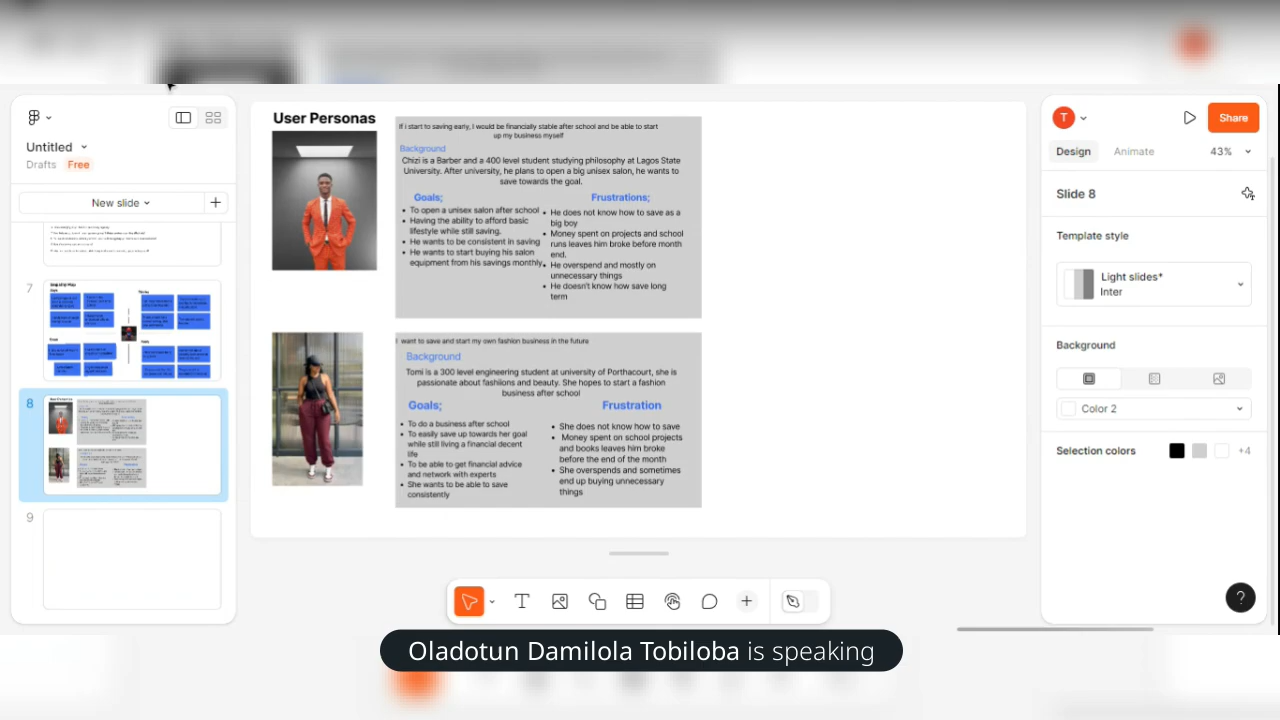 Untitled
Drafts Free
New slide
7
8
9
User Personas
If i start to saving early, I would be financially stable after school and be able to start
up my business myself
Background
Chizi is a Barber and a 400 level student studying philosophy at Lagos State
University. After university, he plans to open a big unisex salon, he wants to
save towards the goal.
Goals;
• To open a unisex salon after school
• Having the ability to afford basic
lifestyle while still saving.
• He wants to be consistent in saving
• He wants to start buying his salon
equipment from his savings monthly
Frustrations;
• He does not know how to save as a
big boy
• Money spent on projects and school
runs leaves him broke before month
end.
• He overspend and mostly on
unnecessary things
• He doesn't know how save long
term
I want to save and start my own fashion business in the future
Background
Tomi is a 300 level engineering student at university of Porthacourt, she is
passionate about fashiions and beauty. She hopes to start a fashion
business after school
Goals;
• To do a business after school
• To easily save up towards her goal
while still living a financial decent
life
• To be able to get financial advice
and network with experts
• She wants to be able to save
consistently
Frustration
• She does not know how to save
• Money spent on school projects
and books leaves him broke
before the end of the month
• She overspends and sometimes
end up buying unnecessary
things
T
Share
Design Animate 43%
Slide 8
Template style
Light slides*
Inter
Background
Color 2
Selection colors +4
?
Oladotun Damilola Tobiloba is speaking